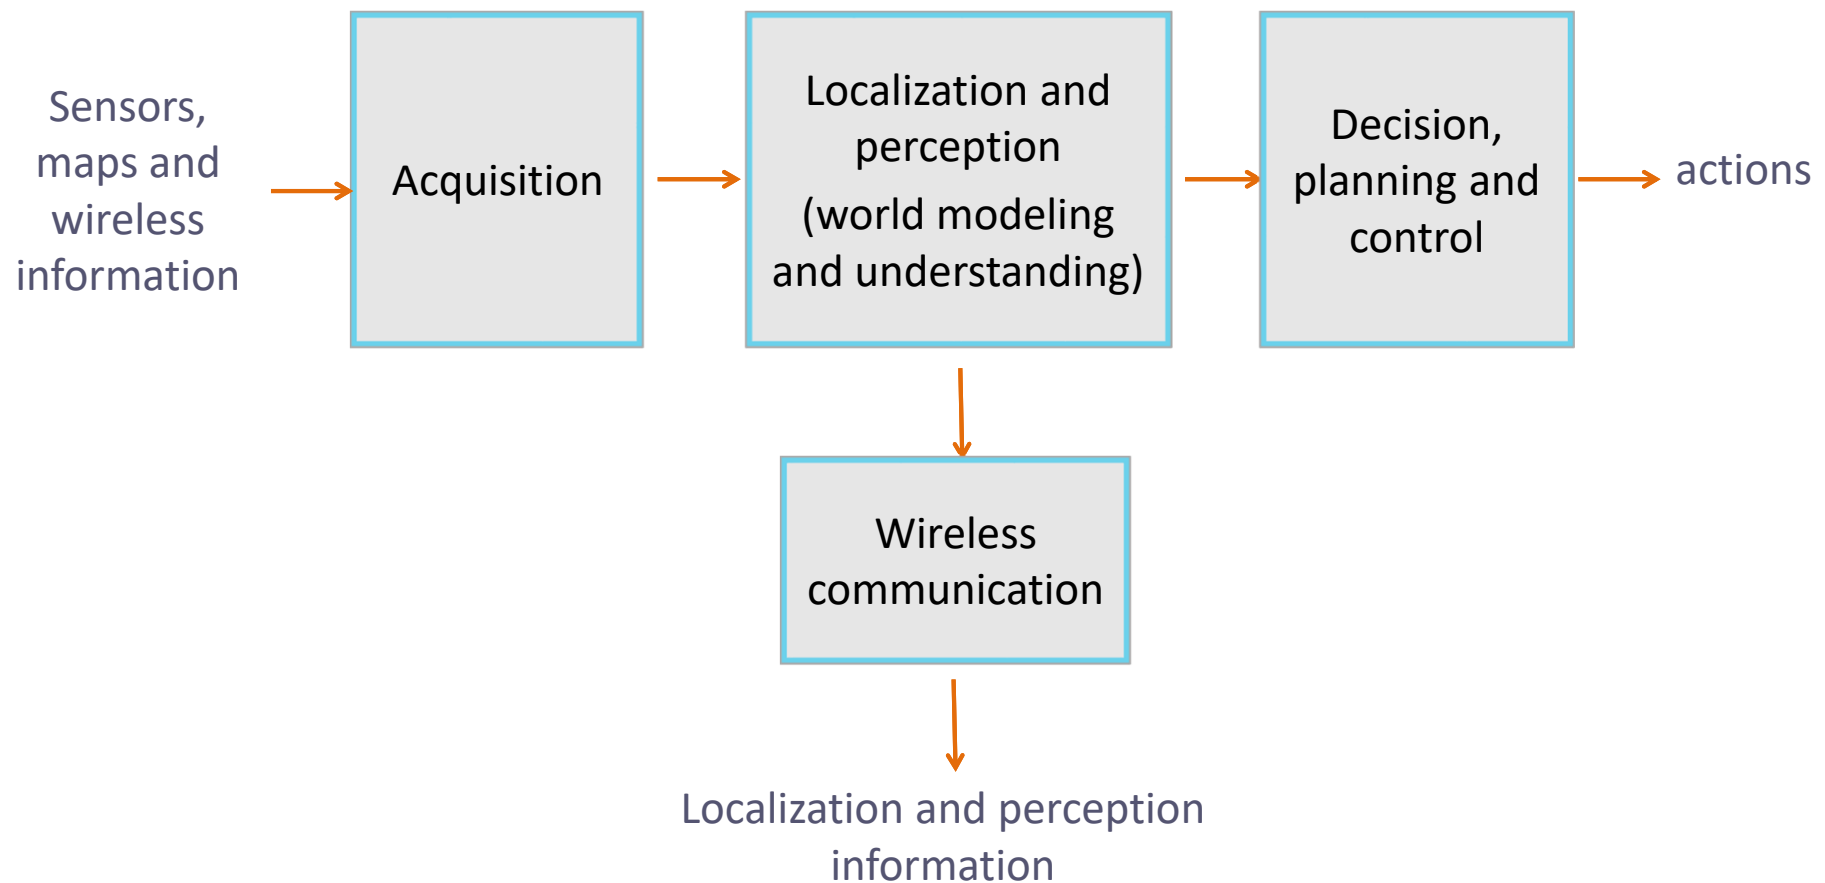 Sensors,
maps and
wireless
information
Acquisition
Localization and
perception
(world modeling
and understanding)
Decision,
planning and
control
actions
Wireless
communication
Localization and perception
information